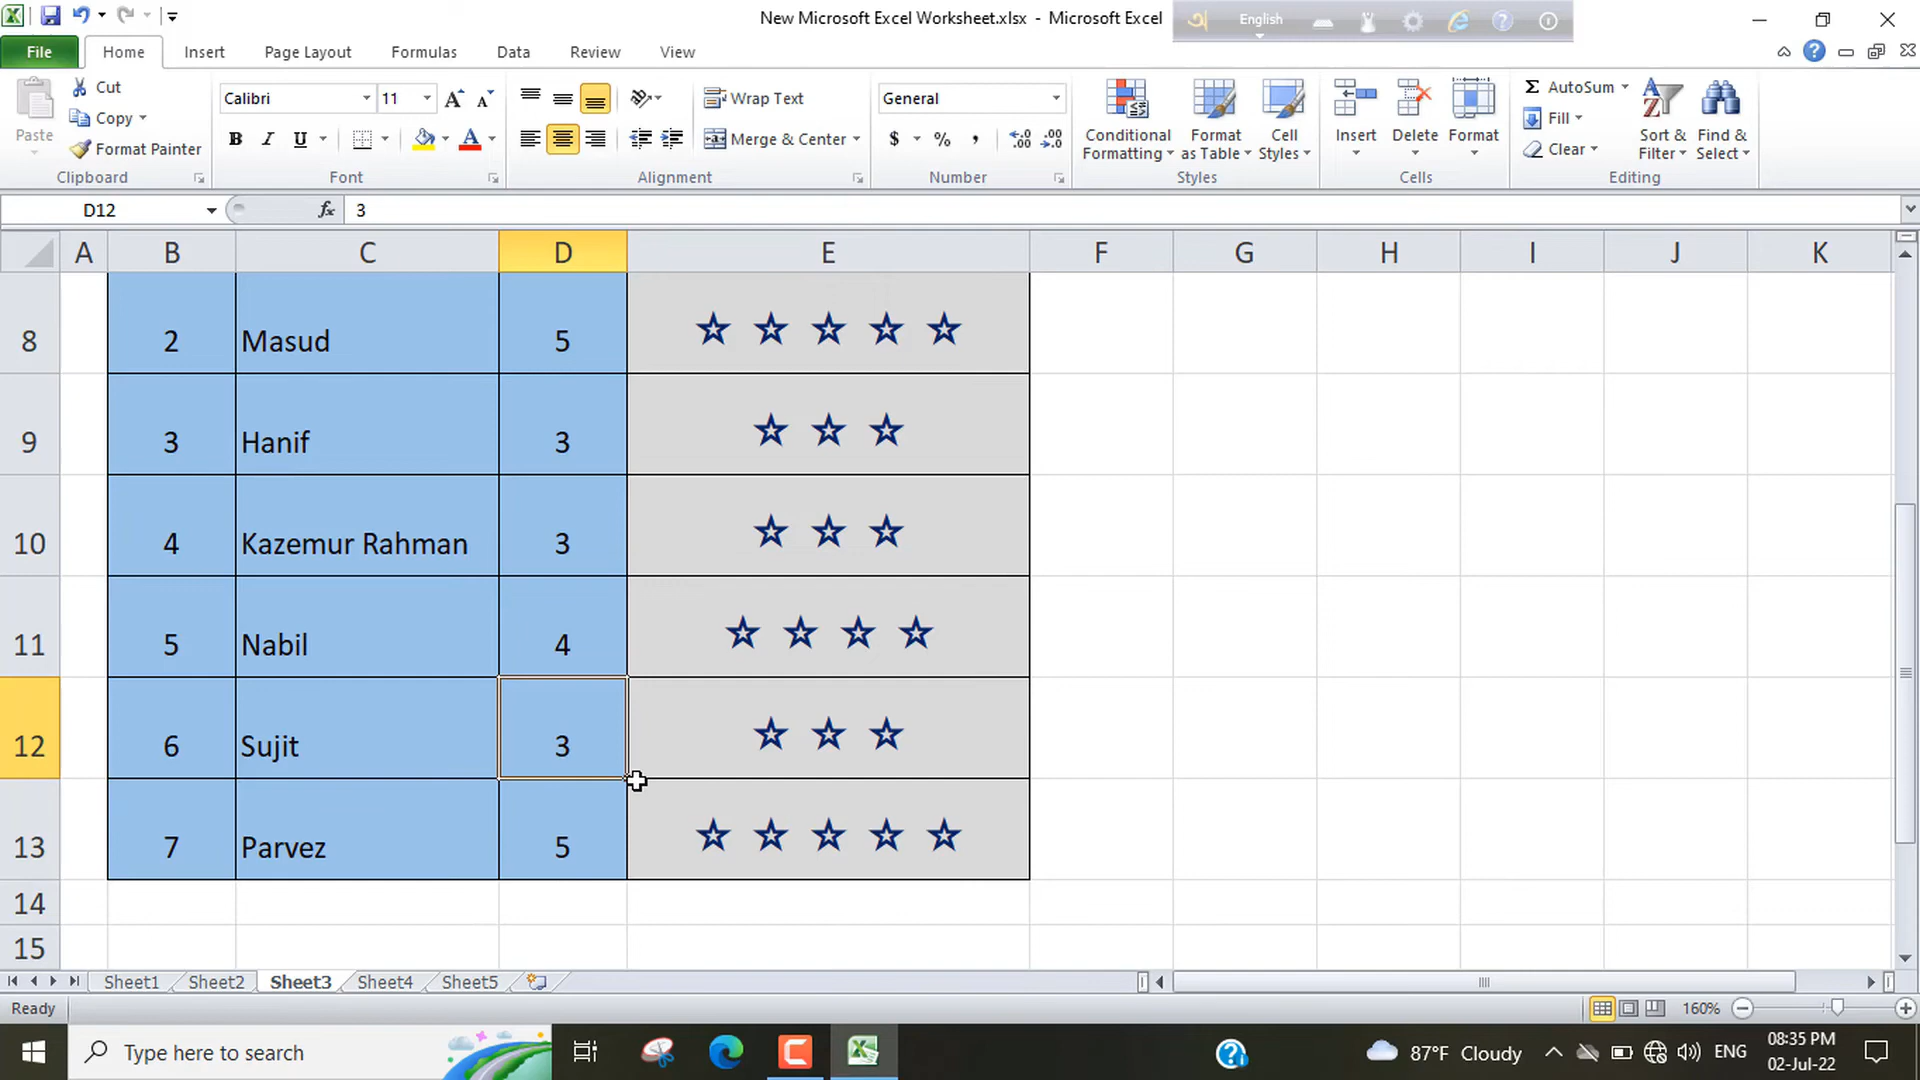 New Microsoft Excel Worksheet.xlsx - Microsoft Excel
English
File Home Insert Page Layout Formulas Data Review View
Paste
Cut
Copy
Format Painter
Clipboard
Calibri 11
B I U
Font
Wrap Text
Merge & Center
Alignment
General
$ % ,
Number
Conditional Formatting
Format as Table
Cell Styles
Styles
Insert Delete Format
Cells
Σ AutoSum
Fill
Clear
Sort & Filter
Find & Select
Editing
D12 fx 3
A B C D E F G H I J K
8 2 Masud 5 ☆ ☆ ☆ ☆ ☆
9 3 Hanif 3 ☆ ☆ ☆
10 4 Kazemur Rahman 3 ☆ ☆ ☆
11 5 Nabil 4 ☆ ☆ ☆ ☆
12 6 Sujit 3 ☆ ☆ ☆
13 7 Parvez 5 ☆ ☆ ☆ ☆ ☆
14
15
Sheet1 Sheet2 Sheet3 Sheet4 Sheet5
Ready 160%
Type here to search
87°F Cloudy ENG
08:35 PM
02-Jul-22